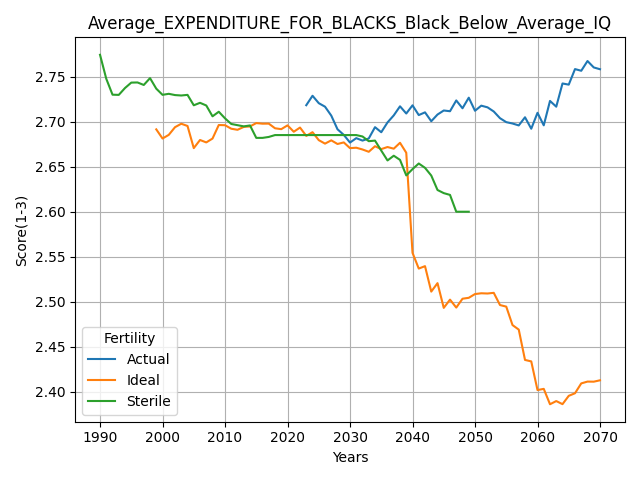 Average_EXPENDITURE_FOR_BLACKS_Black_Below_Average_IQ
Score(1-3)
2.75
2.70
2.65
2.60
2.55
2.50
2.45
2.40
Fertility
Actual
Ideal
Sterile
1990 2000 2010 2020 2030 2040 2050 2060 2070
Years